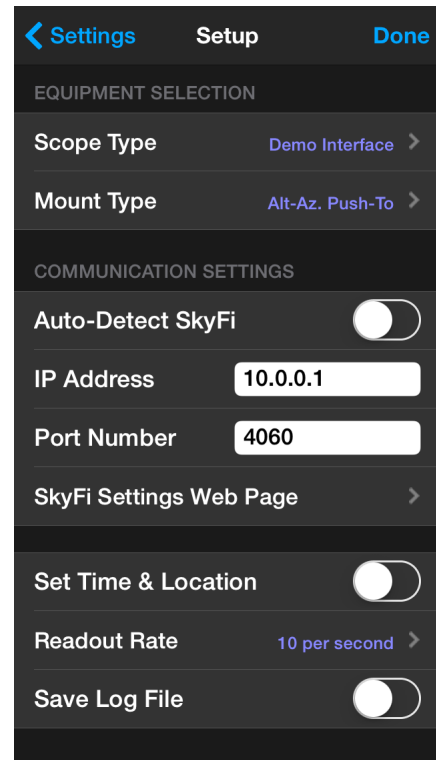 Settings Setup Done
EQUIPMENT SELECTION
Scope Type Demo Interface
Mount Type Alt-Az. Push-To
COMMUNICATION SETTINGS
Auto-Detect SkyFi
IP Address 10.0.0.1
Port Number 4060
SkyFi Settings Web Page
Set Time & Location
Readout Rate 10 per second
Save Log File